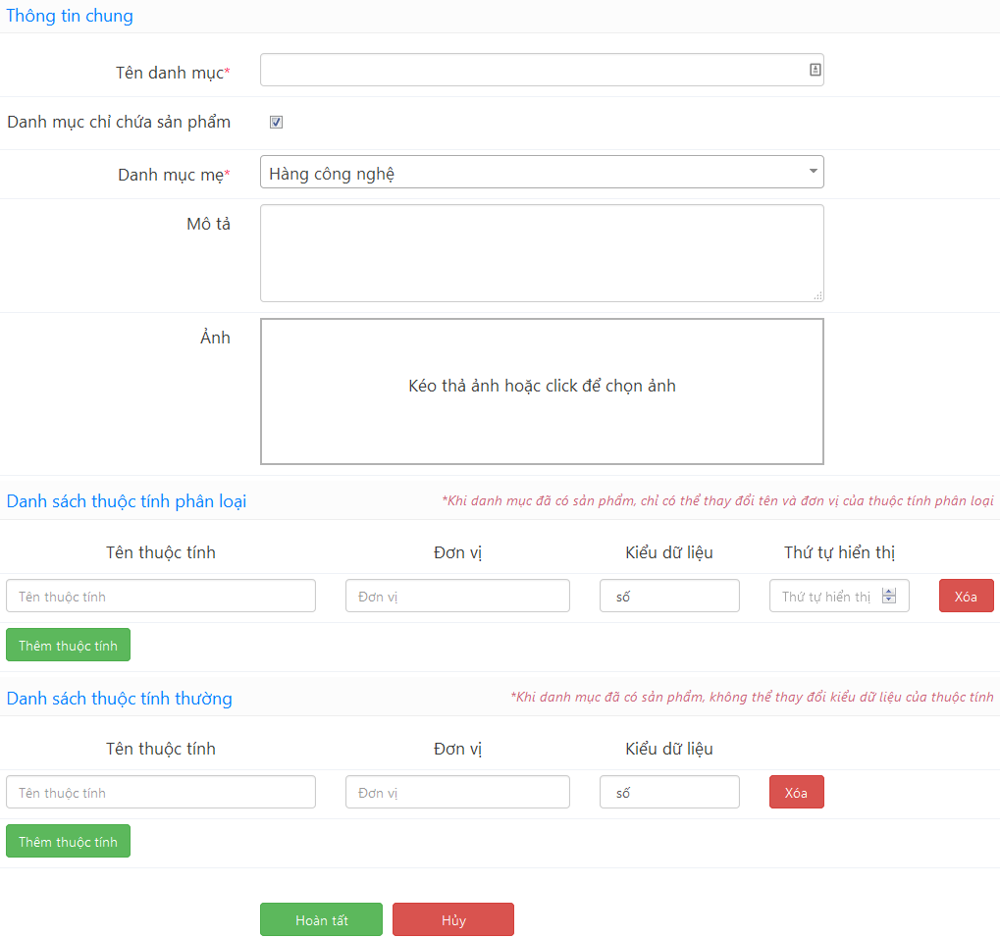 Thông tin chung
Tên danh mục*
Danh mục chỉ chứa sản phẩm
Danh mục mẹ* Hàng công nghệ
Mô tả
Ảnh
Kéo thả ảnh hoặc click để chọn ảnh
Danh sách thuộc tính phân loại *Khi danh mục đã có sản phẩm, chỉ có thể thay đổi tên và đơn vị của thuộc tính phân loại
Tên thuộc tính Đơn vị Kiểu dữ liệu Thứ tự hiển thị
Tên thuộc tính Đơn vị số Thứ tự hiển thị Xóa
Thêm thuộc tính
Danh sách thuộc tính thường *Khi danh mục đã có sản phẩm, không thể thay đổi kiểu dữ liệu của thuộc tính
Tên thuộc tính Đơn vị Kiểu dữ liệu
Tên thuộc tính Đơn vị số Xóa
Thêm thuộc tính
Hoàn tất Hủy